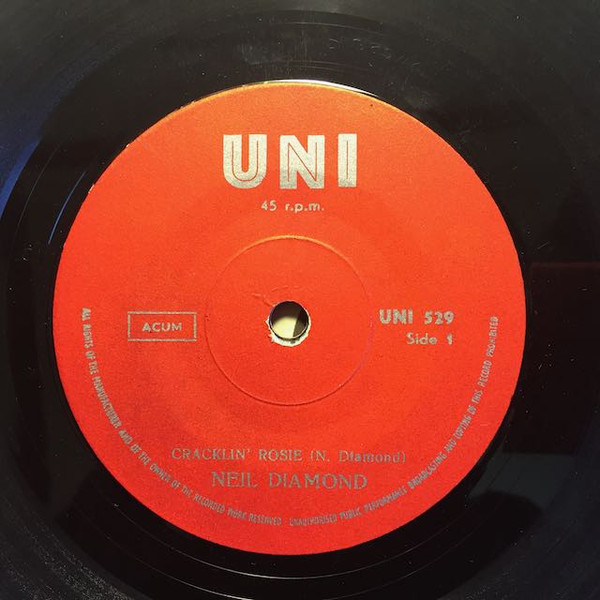 UNI
45 r.p.m.
ACUM
UNI 529
Side 1
CRACKLIN' ROSIE (N. Diamond)
NEIL DIAMOND
ALL RIGHTS OF THE MANUFACTURER AND OF THE OWNER OF THE RECORDED WORK RESERVED · UNAUTHORISED PUBLIC PERFORMANCE BROADCASTING AND COPYING OF THIS RECORD PROHIBITED